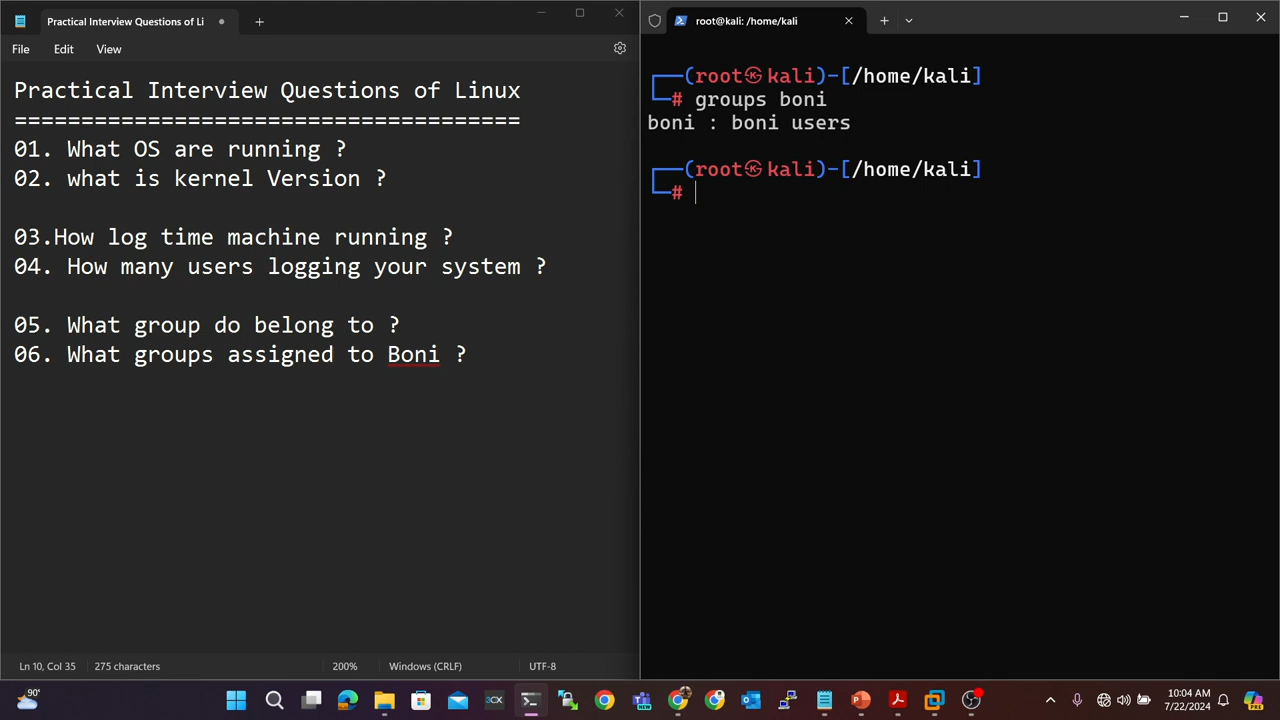 Practical Interview Questions of Li
File Edit View
Practical Interview Questions of Linux
======================================
01. What OS are running ?
02. what is kernel Version ?
03.How log time machine running ?
04. How many users logging your system ?
05. What group do belong to ?
06. What groups assigned to Boni ?
Ln 10, Col 35 275 characters 200% Windows (CRLF) UTF-8
root@kali: /home/kali
┌──(root㉿kali)-[/home/kali]
└─# groups boni
boni : boni users
┌──(root㉿kali)-[/home/kali]
└─#
90°
10:04 AM
7/22/2024